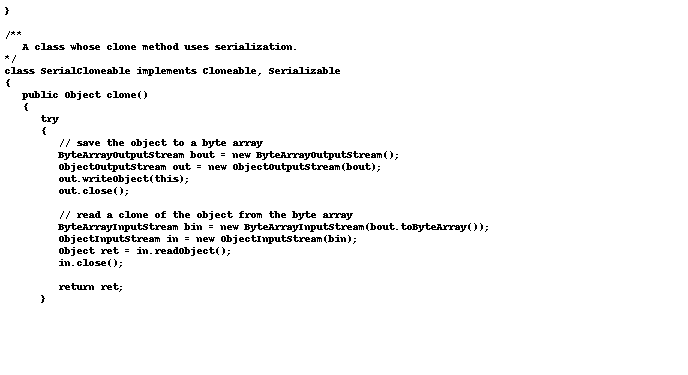 }

/**
   A class whose clone method uses serialization.
*/
class SerialCloneable implements Cloneable, Serializable
{
   public Object clone()
   {
      try
      {
         // save the object to a byte array
         ByteArrayOutputStream bout = new ByteArrayOutputStream();
         ObjectOutputStream out = new ObjectOutputStream(bout);
         out.writeObject(this);
         out.close();

         // read a clone of the object from the byte array
         ByteArrayInputStream bin = new ByteArrayInputStream(bout.toByteArray());
         ObjectInputStream in = new ObjectInputStream(bin);
         Object ret = in.readObject();
         in.close();

         return ret;
      }